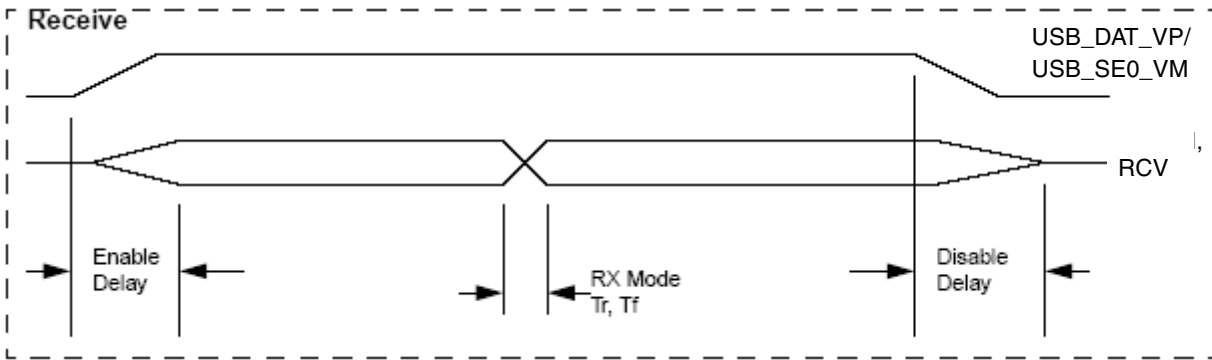 Receive
USB_DAT_VP/
USB_SE0_VM
RCV
Enable
Delay
RX Mode
Tr, Tf
Disable
Delay